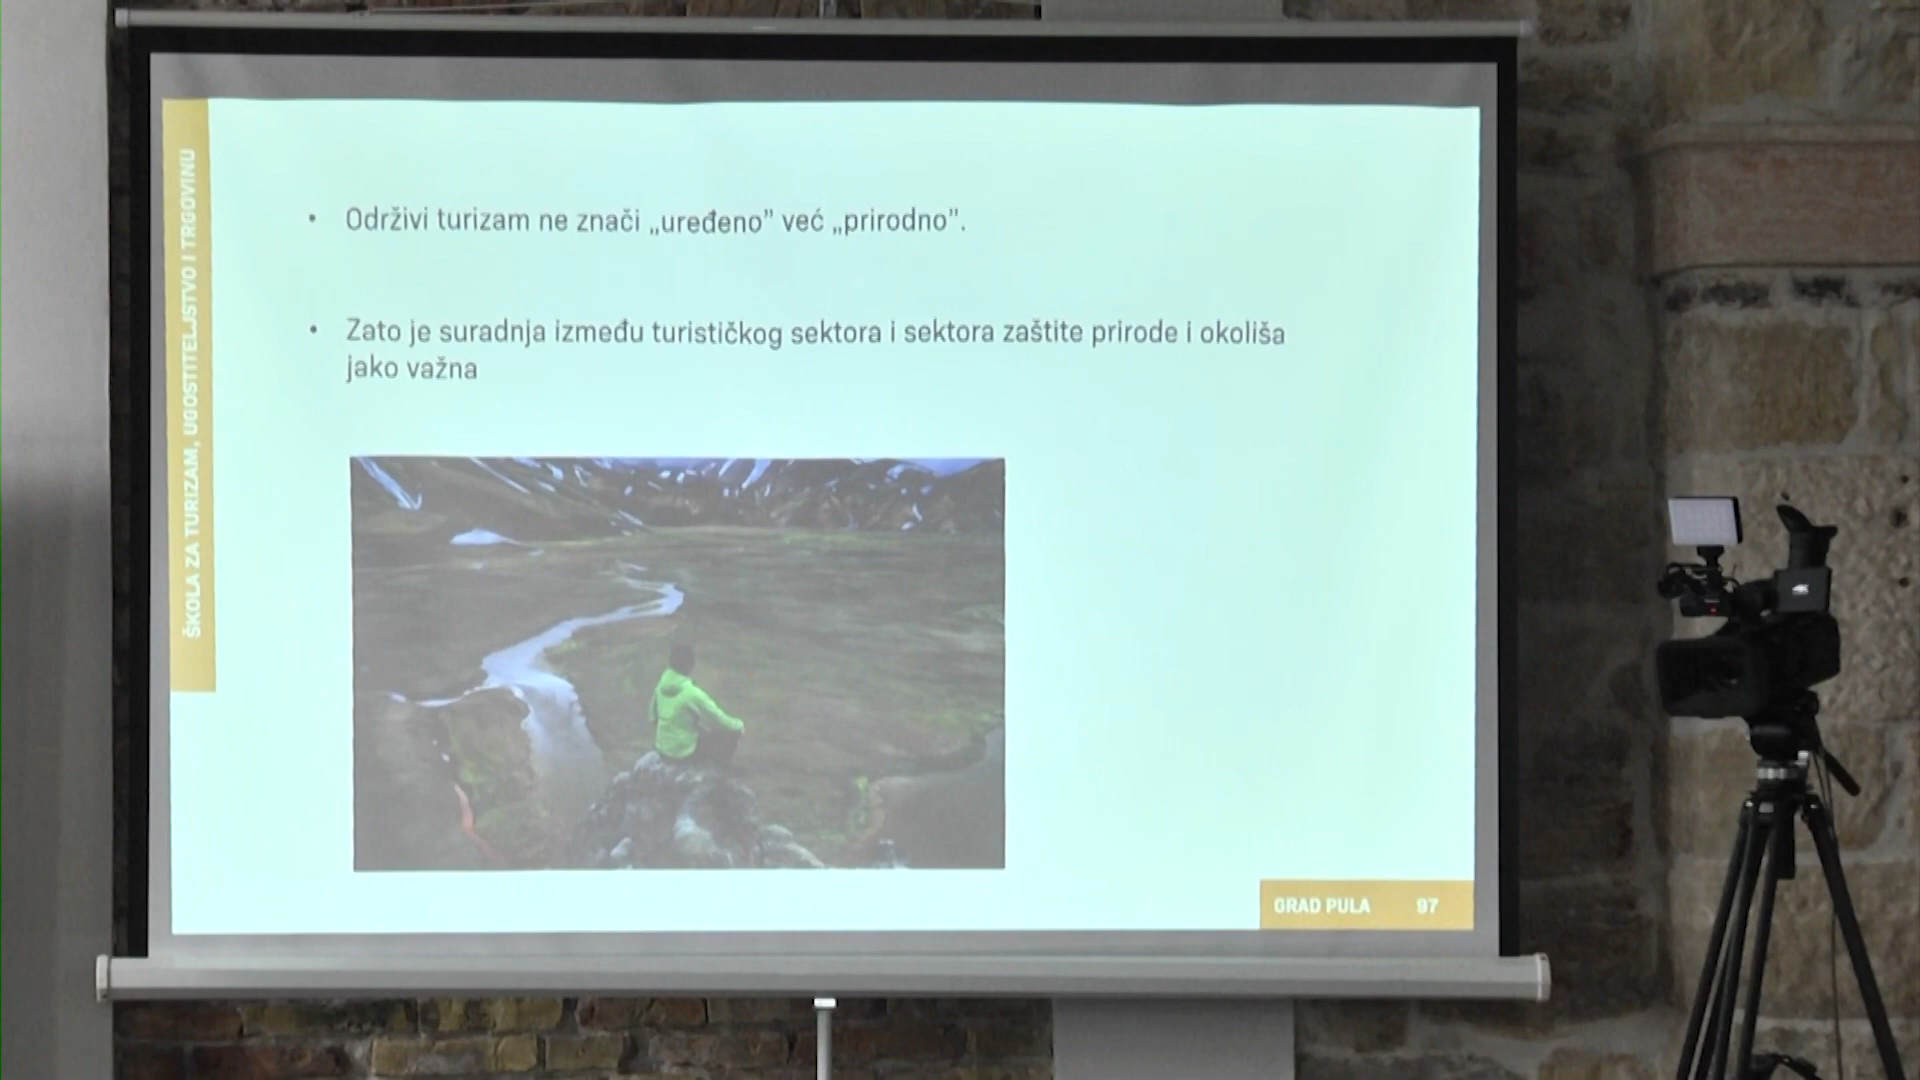 ŠKOLA ZA TURIZAM, UGOSTITELJSTVO I TRGOVINU
• Održivi turizam ne znači „uređeno” već „prirodno”.
• Zato je suradnja između turističkog sektora i sektora zaštite prirode i okoliša
jako važna
GRAD PULA 97